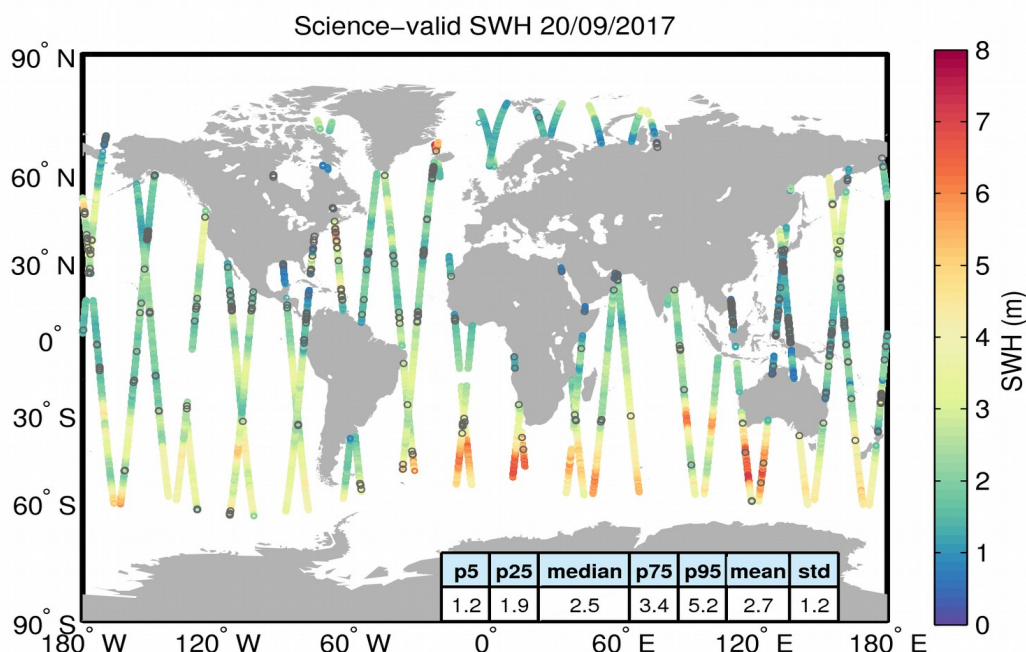 Science−valid SWH 20/09/2017
90° N
60° N
30° N
0°
30° S
60° S
90° S
180° W
120° W
60° W
0°
60° E
120° E
180° E
p5 p25 median p75 p95 mean std
1.2 1.9 2.5 3.4 5.2 2.7 1.2
8
7
6
5
4
3
2
1
0
SWH (m)